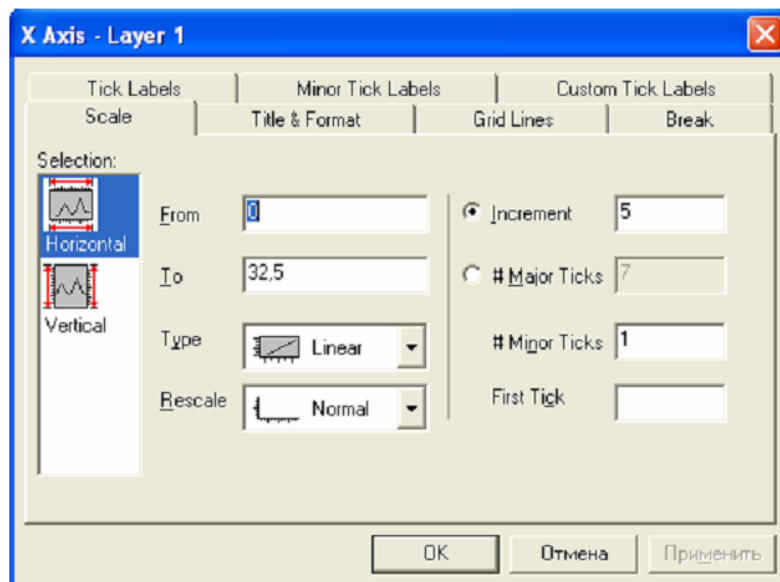 X Axis - Layer 1
Tick Labels Minor Tick Labels Custom Tick Labels
Scale Title & Format Grid Lines Break
Selection:
Horizontal
Vertical
From 0
To 32,5
Type Linear
Rescale Normal
Increment 5
# Major Ticks 7
# Minor Ticks 1
First Tick
OK Отмена Применить